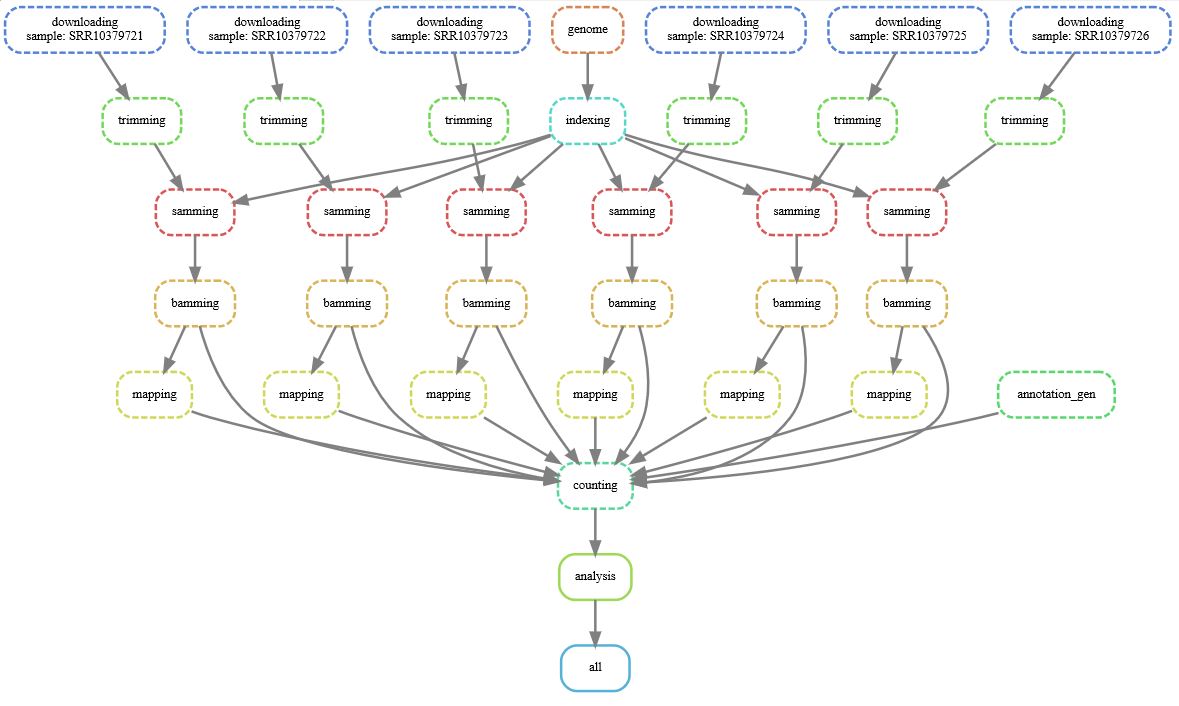 downloading
sample: SRR10379721
downloading
sample: SRR10379722
downloading
sample: SRR10379723
genome
downloading
sample: SRR10379724
downloading
sample: SRR10379725
downloading
sample: SRR10379726
trimming
trimming
trimming
indexing
trimming
trimming
trimming
samming
samming
samming
samming
samming
samming
bamming
bamming
bamming
bamming
bamming
bamming
mapping
mapping
mapping
mapping
mapping
mapping
annotation_gen
counting
analysis
all